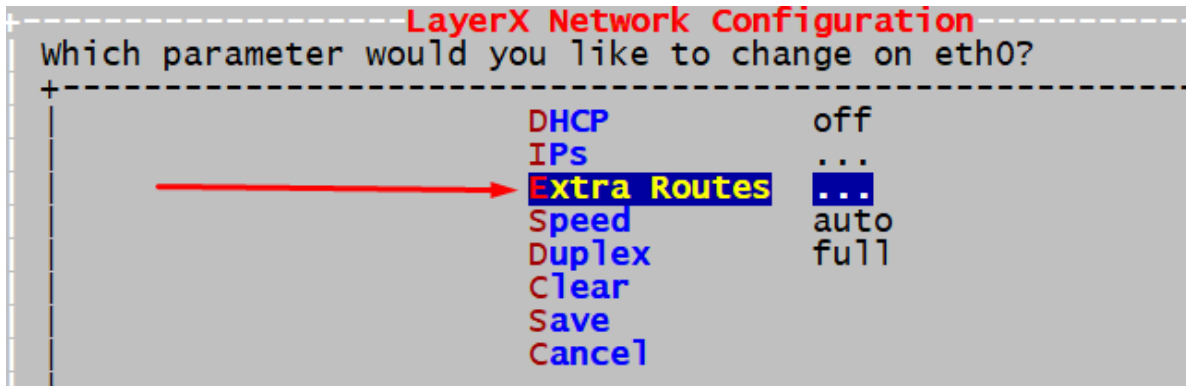 LayerX Network Configuration
Which parameter would you like to change on eth0?
DHCP off
IPs ...
Extra Routes ...
Speed auto
Duplex full
Clear
Save
Cancel